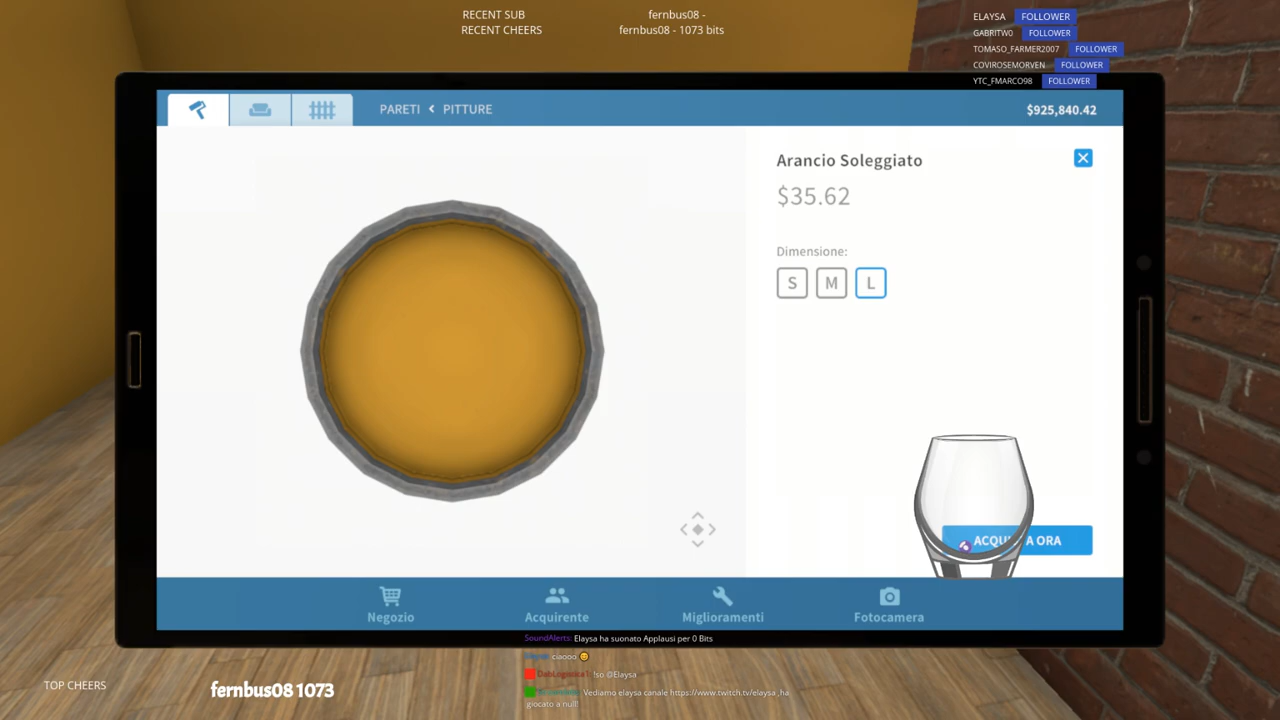 RECENT SUB
fernbus08 -
RECENT CHEERS
fernbus08 - 1073 bits
ELAYSA FOLLOWER
GABRITW0 FOLLOWER
TOMASO_FARMER2007 FOLLOWER
COVIROSEMORVEN FOLLOWER
YTC_FMARCO98 FOLLOWER
PARETI < PITTURE
$925,840.42
Arancio Soleggiato
$35.62
Dimensione:
S M L
ORA
Negozio
Acquirente
Miglioramenti
Fotocamera
SoundAlerts: Elaysa ha suonato Applausi per 0 Bits
ciaooo
!so @Elaysa
Vediamo elaysa canale https://www.twitch.tv/elaysa ,ha
giocato a null!
TOP CHEERS
fernbus08 1073